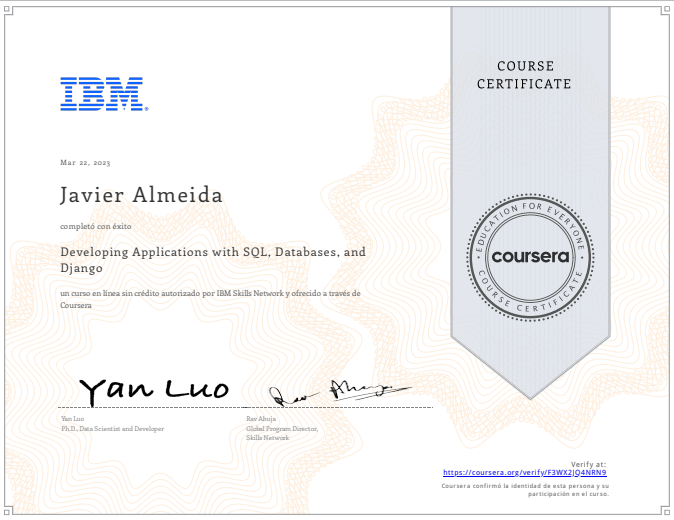 COURSE
CERTIFICATE
IBM®
Mar 22, 2023
Javier Almeida
completó con éxito
Developing Applications with SQL, Databases, and
Django
un curso en línea sin crédito autorizado por IBM Skills Network y ofrecido a través de
Coursera
EDUCATION FOR EVERYONE
coursera
COURSE CERTIFICATE
Yan Luo
Rav Ahuja
Yan Luo
Ph.D., Data Scientist and Developer
Rav Ahuja
Global Program Director,
Skills Network
Verify at:
https://coursera.org/verify/F3WX2JQ4NRN9
Coursera confirmó la identidad de esta persona y su
participación en el curso.